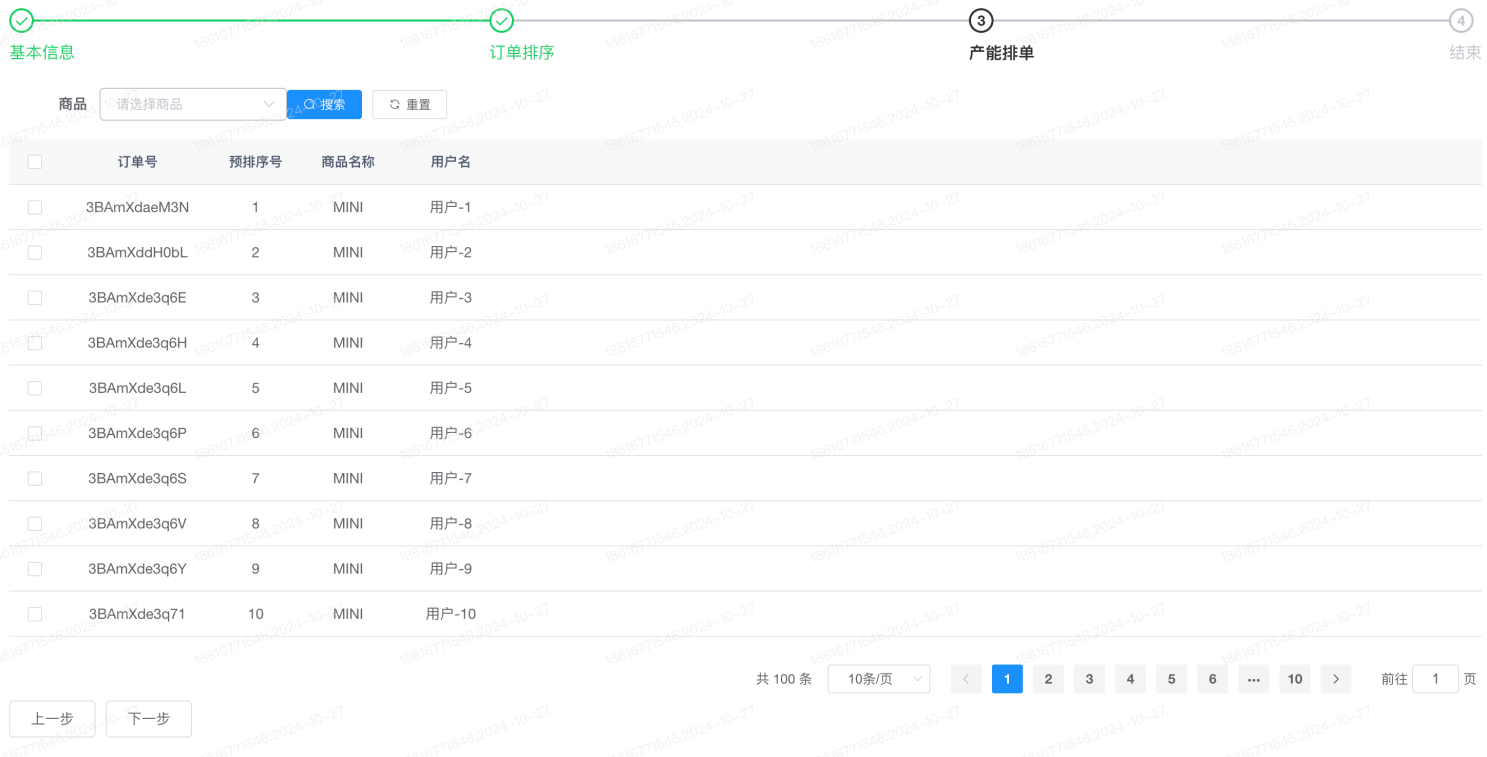 3 4
基本信息 订单排序 产能排单 结束
商品 请选择商品 搜索 重置
订单号 预排序号 商品名称 用户名
3BAmXdaeM3N 1 MINI 用户-1
3BAmXddH0bL 2 MINI 用户-2
3BAmXde3q6E 3 MINI 用户-3
3BAmXde3q6H 4 MINI 用户-4
3BAmXde3q6L 5 MINI 用户-5
3BAmXde3q6P 6 MINI 用户-6
3BAmXde3q6S 7 MINI 用户-7
3BAmXde3q6V 8 MINI 用户-8
3BAmXde3q6Y 9 MINI 用户-9
3BAmXde3q71 10 MINI 用户-10
共 100 条 10条/页 1 2 3 4 5 6 ••• 10 前往 1 页
上一步 下一步
18616771546,2024-10-27